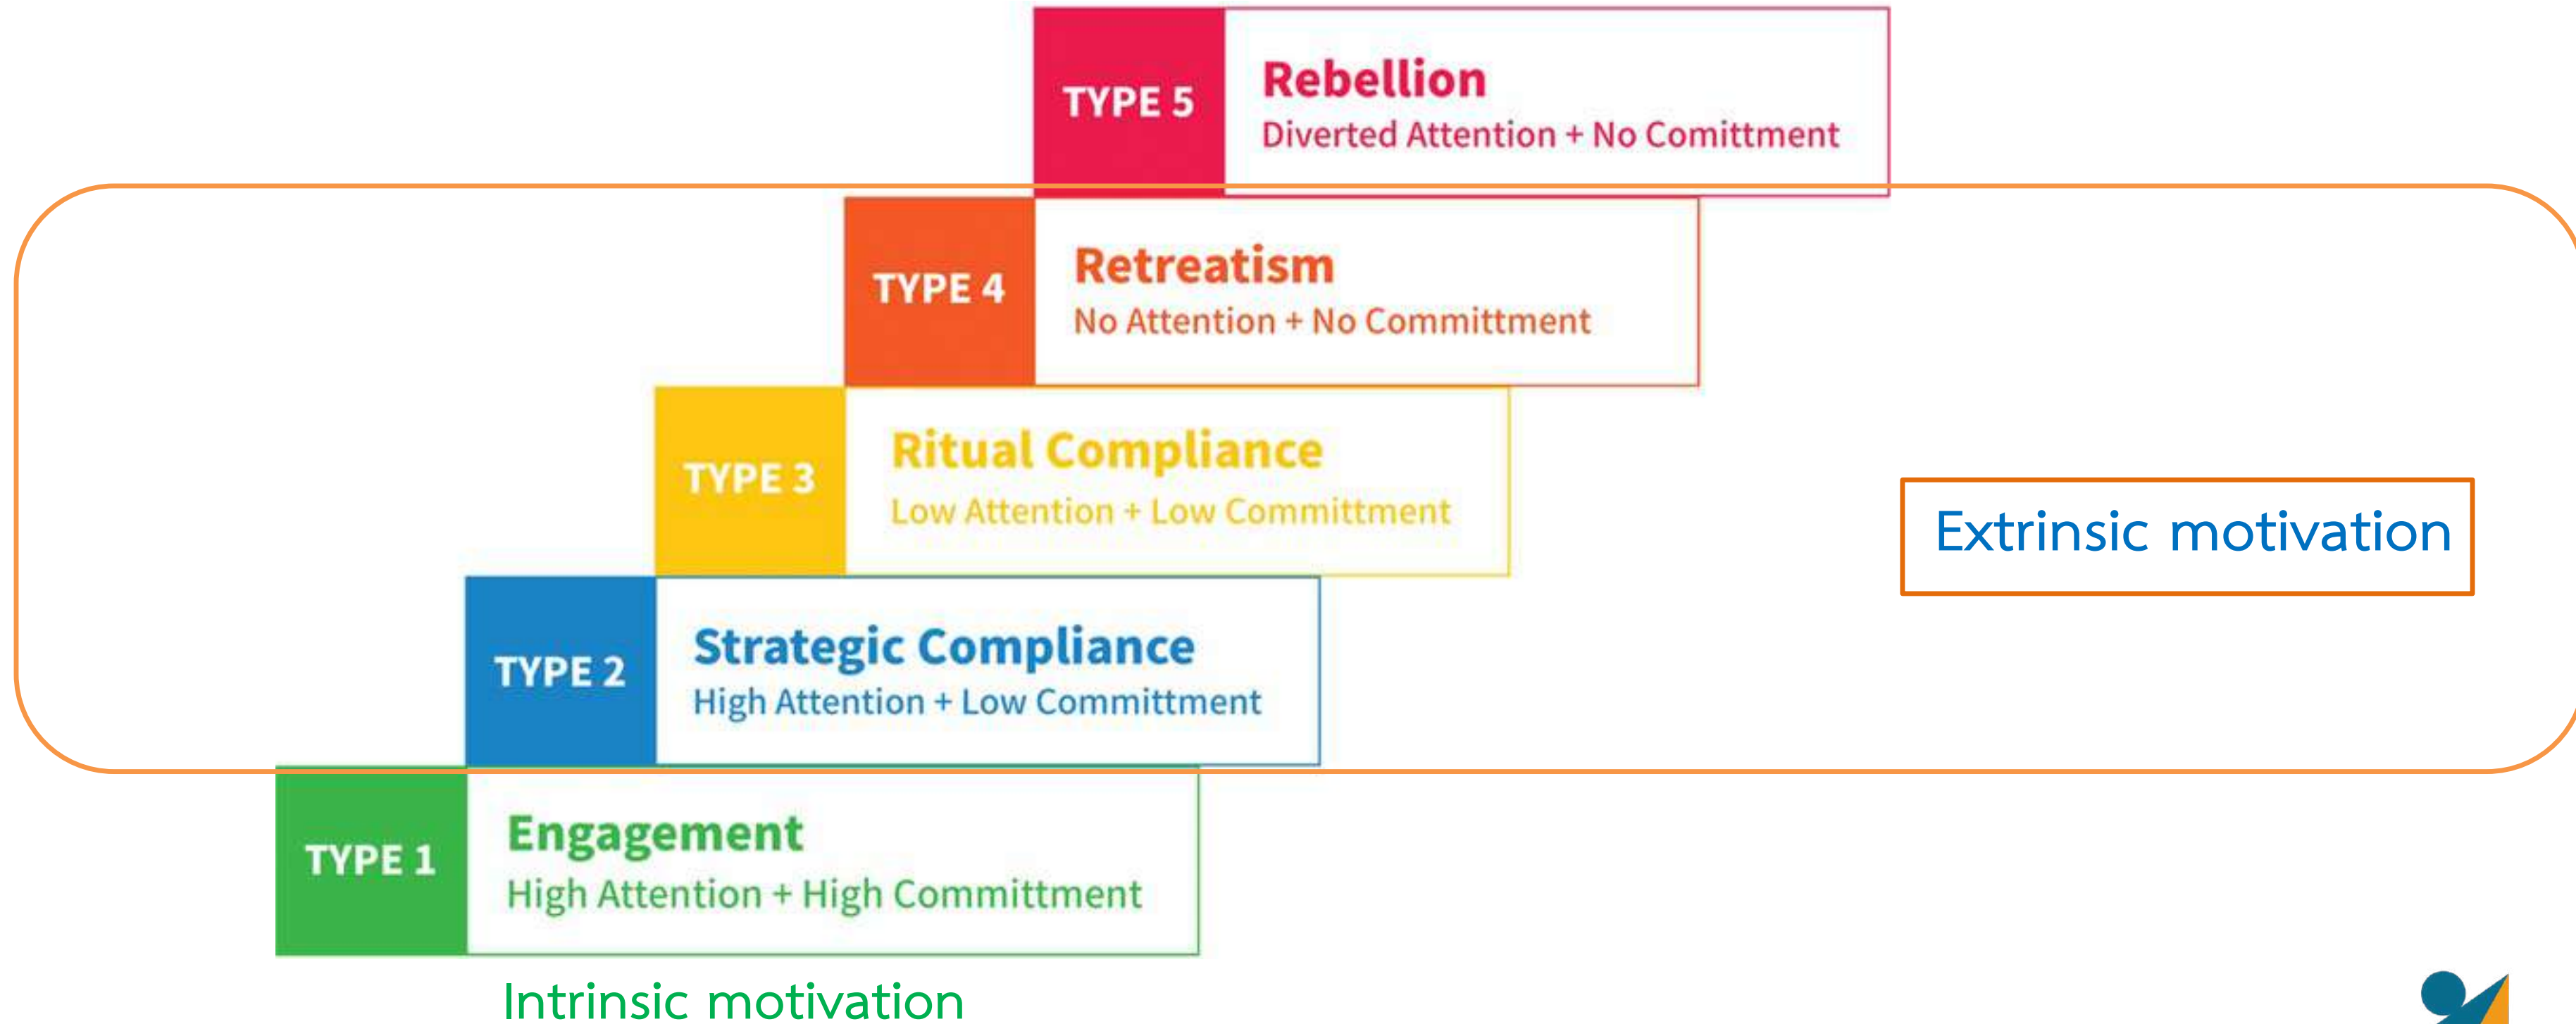 TYPE 5
Rebellion
Diverted Attention + No Comittment
TYPE 4
Retreatism
No Attention + No Committment
TYPE 3
Ritual Compliance
Low Attention + Low Committment
Extrinsic motivation
TYPE 2
Strategic Compliance
High Attention + Low Committment
TYPE 1
Engagement
High Attention + High Committment
Intrinsic motivation